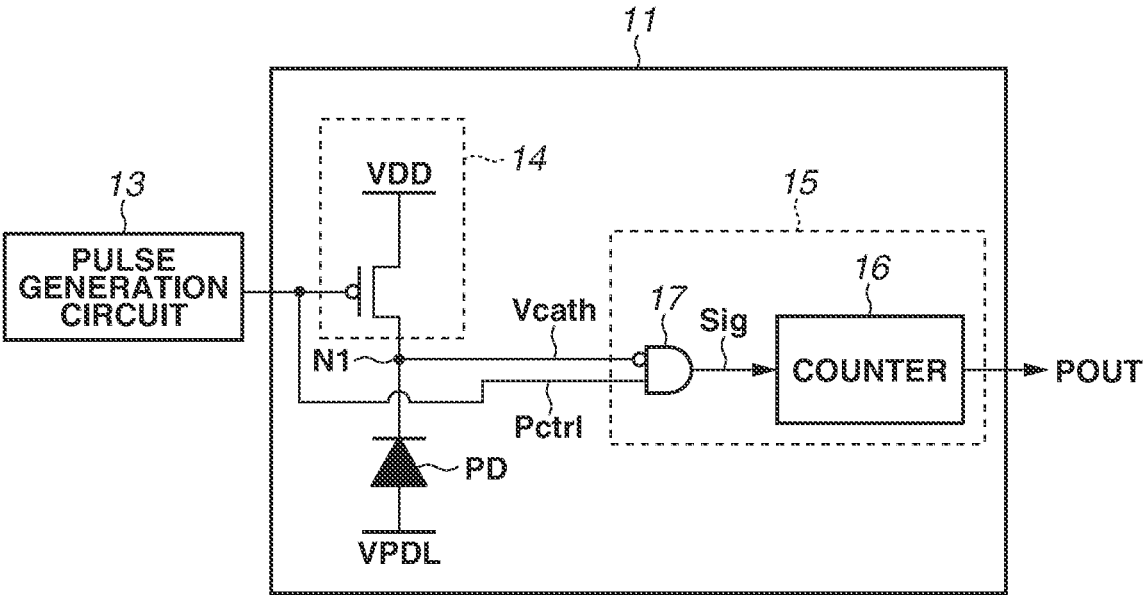 11
14
VDD
13
PULSE
GENERATION
CIRCUIT
15
16
17
Vcath
Sig
N1
COUNTER
POUT
Pctrl
PD
VPDL